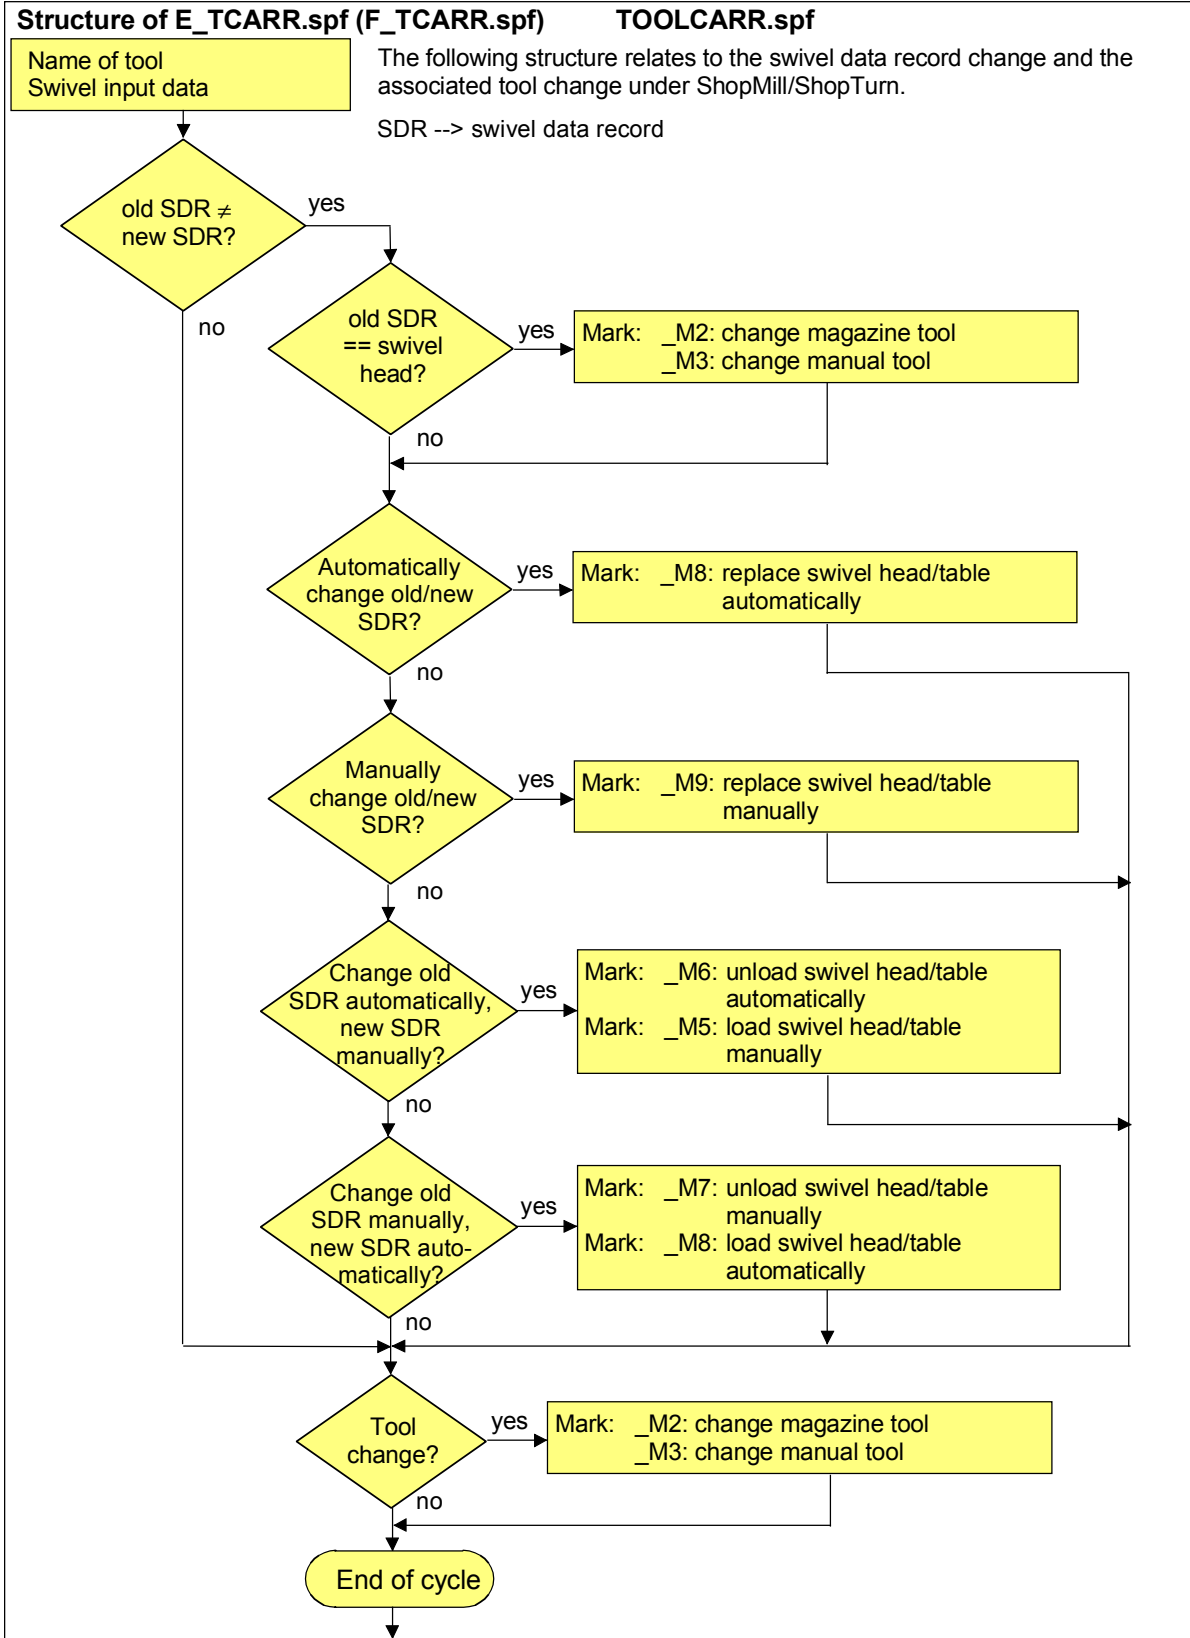 Structure of E_TCARR.spf (F_TCARR.spf) TOOLCARR.spf
Name of tool
Swivel input data
The following structure relates to the swivel data record change and the
associated tool change under ShopMill/ShopTurn.
SDR --> swivel data record
old SDR ≠
new SDR?
yes
no
old SDR
== swivel
head?
yes
Mark: _M2: change magazine tool
_M3: change manual tool
no
Automatically
change old/new
SDR?
yes
Mark: _M8: replace swivel head/table
automatically
no
Manually
change old/new
SDR?
yes
Mark: _M9: replace swivel head/table
manually
no
Change old
SDR automatically,
new SDR
manually?
yes
Mark: _M6: unload swivel head/table
automatically
Mark: _M5: load swivel head/table
manually
no
Change old
SDR manually,
new SDR auto-
matically?
yes
Mark: _M7: unload swivel head/table
manually
Mark: _M8: load swivel head/table
automatically
no
Tool
change?
yes
Mark: _M2: change magazine tool
_M3: change manual tool
no
End of cycle